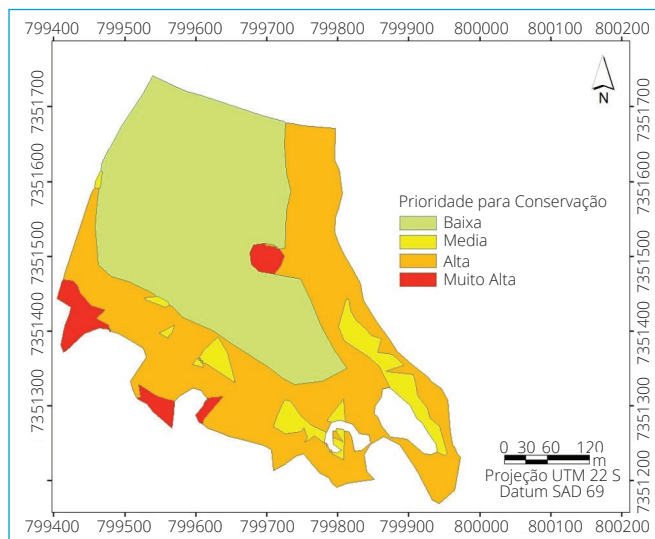 799400 799500 799600 799700 799800 799900 800000 800100 800200
7351700
7351600
7351500
7351400
7351300
7351200
N
Prioridade para Conservação
Baixa
Media
Alta
Muito Alta
0 30 60 120
m
Projeção UTM 22 S
Datum SAD 69
7351700
7351600
7351500
7351400
7351300
7351200
799400 799500 799600 799700 799800 799900 800000 800100 800200